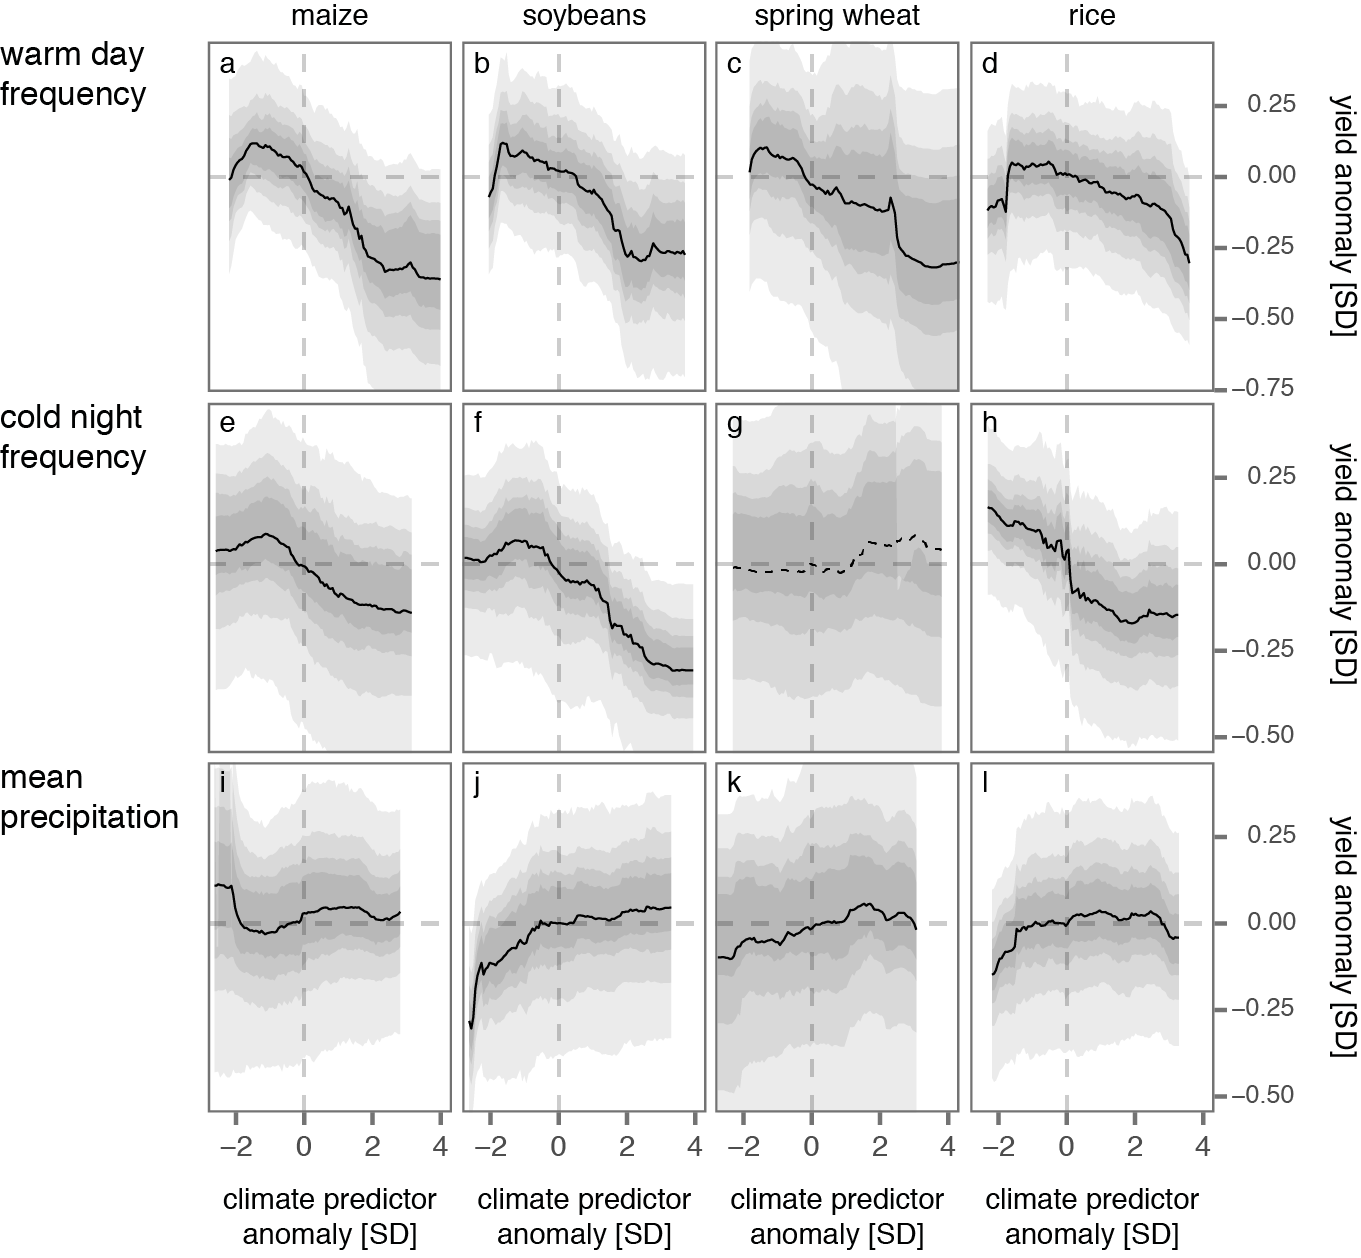 maize soybeans spring wheat rice
warm day
frequency
a b c d
0.25
0.00
−0.25
−0.50
−0.75
yield anomaly [SD]
cold night
frequency
e f g h
0.25
0.00
−0.25
−0.50
yield anomaly [SD]
mean
precipitation
i j k l
0.25
0.00
−0.25
−0.50
yield anomaly [SD]
−2 0 2 4 −2 0 2 4 −2 0 2 4 −2 0 2 4
climate predictor climate predictor climate predictor climate predictor
anomaly [SD] anomaly [SD] anomaly [SD] anomaly [SD]